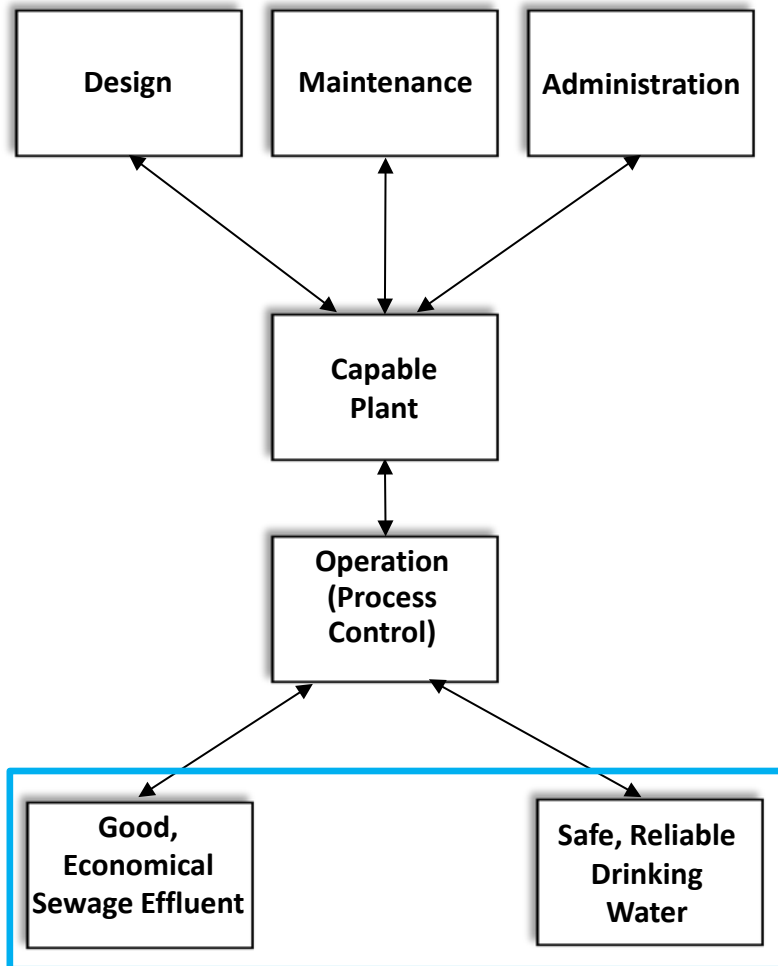 Design
Maintenance
Administration
Capable
Plant
Operation
(Process
Control)
Good,
Economical
Sewage Effluent
Safe, Reliable
Drinking
Water